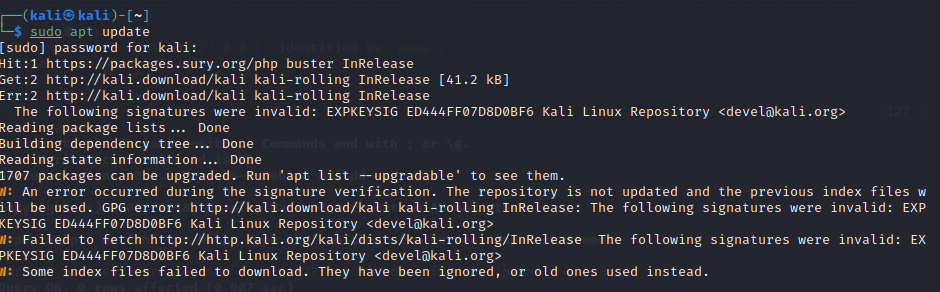 ┌──(kali㉿kali)-[~]
└─$ sudo apt update
[sudo] password for kali:
Hit:1 https://packages.sury.org/php buster InRelease
Get:2 http://kali.download/kali kali-rolling InRelease [41.2 kB]
Err:2 http://kali.download/kali kali-rolling InRelease
  The following signatures were invalid: EXPKEYSIG ED444FF07D8D0BF6 Kali Linux Repository <devel@kali.org>
Reading package lists... Done
Building dependency tree... Done
Reading state information... Done
1707 packages can be upgraded. Run 'apt list --upgradable' to see them.
W: An error occurred during the signature verification. The repository is not updated and the previous index files w
ill be used. GPG error: http://kali.download/kali kali-rolling InRelease: The following signatures were invalid: EXP
KEYSIG ED444FF07D8D0BF6 Kali Linux Repository <devel@kali.org>
W: Failed to fetch http://http.kali.org/kali/dists/kali-rolling/InRelease  The following signatures were invalid: EX
PKEYSIG ED444FF07D8D0BF6 Kali Linux Repository <devel@kali.org>
W: Some index files failed to download. They have been ignored, or old ones used instead.